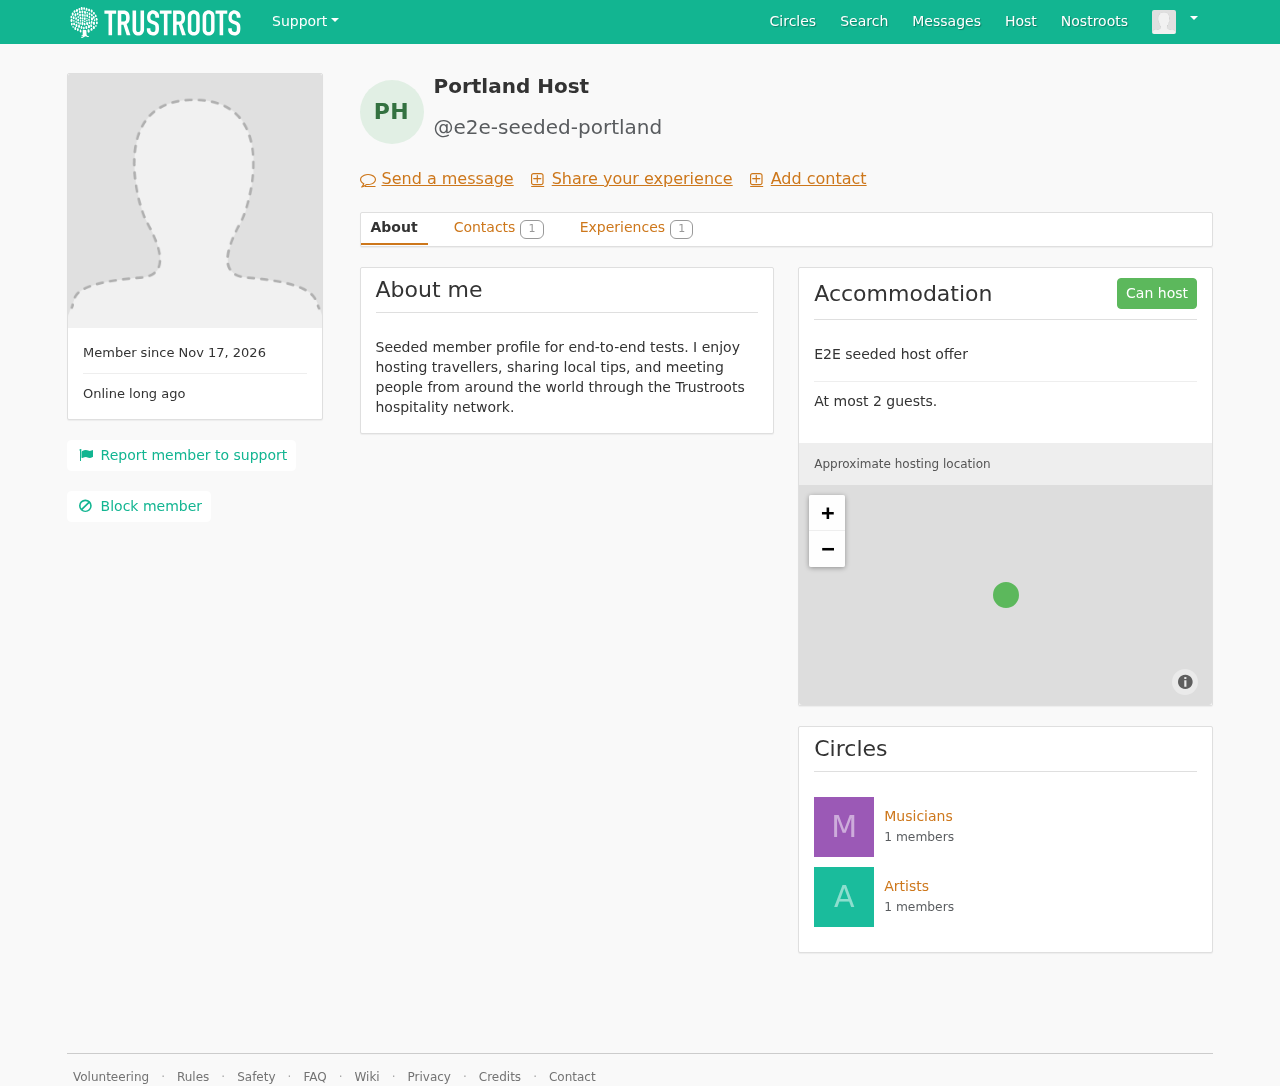 TRUSTROOTS
Support
Circles
Search
Messages
Host
Nostroots
PH
Portland Host
@e2e-seeded-portland
Send a message
Share your experience
Add contact
About
Contacts 1
Experiences 1
Member since Nov 17, 2026
Online long ago
Report member to support
Block member
About me
Seeded member profile for end-to-end tests. I enjoy
hosting travellers, sharing local tips, and meeting
people from around the world through the Trustroots
hospitality network.
Accommodation
Can host
E2E seeded host offer
At most 2 guests.
Approximate hosting location
+
−
Circles
M
Musicians
1 members
A
Artists
1 members
Volunteering · Rules · Safety · FAQ · Wiki · Privacy · Credits · Contact